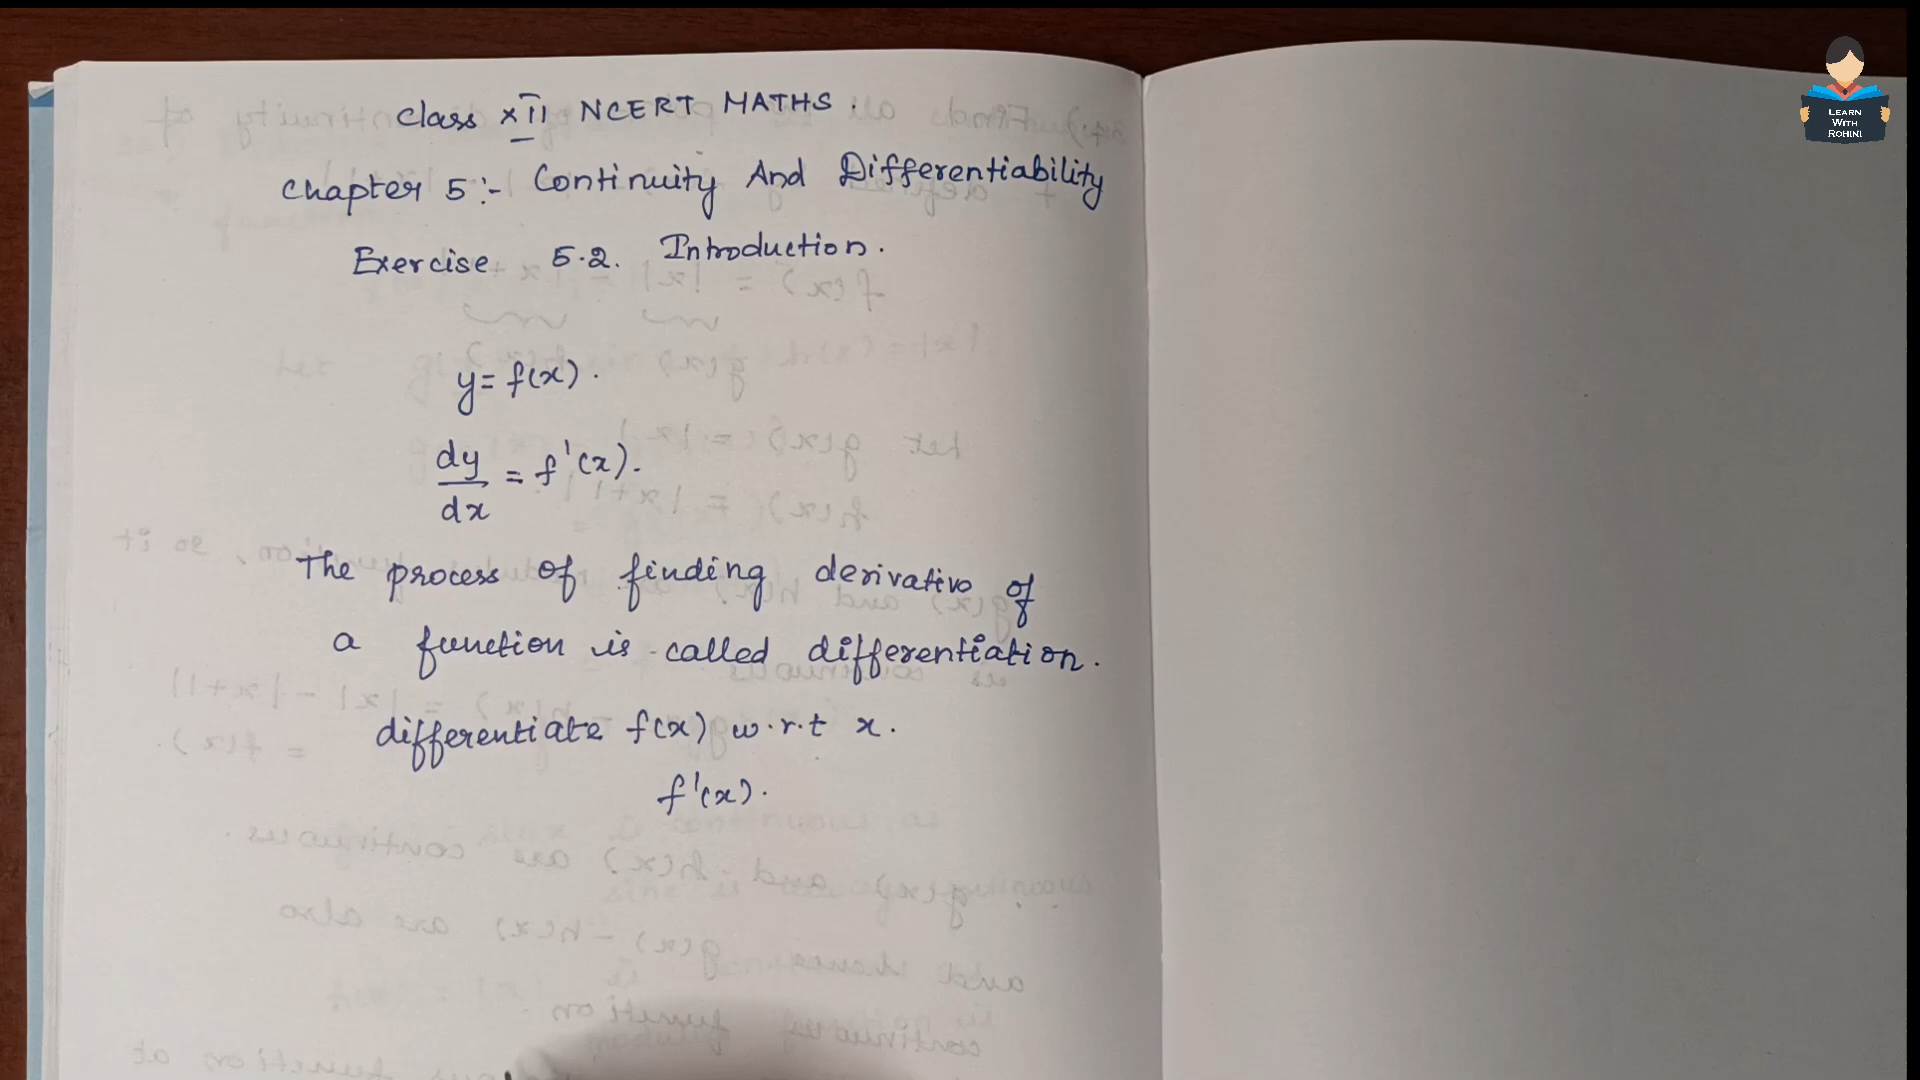 Class XII NCERT MATHS.
Chapter 5:- Continuity And Differentiability
Exercise 5.2. Introduction.
y = f(x).
dy/dx = f'(x).
The process of finding derivative of
a function is called differentiation.
differentiate f(x) w.r.t x.
f'(x).
LEARN
WITH
ROHINI